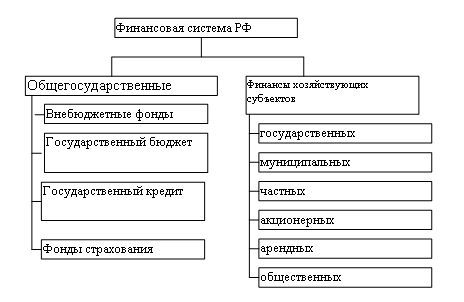 Финансовая система РФ
Общегосударственные
Внебюджетные фонды
Государственный бюджет
Государственный кредит
Фонды страхования
Финансы хозяйствующих
субъектов
государственных
муниципальных
частных
акционерных
арендных
общественных